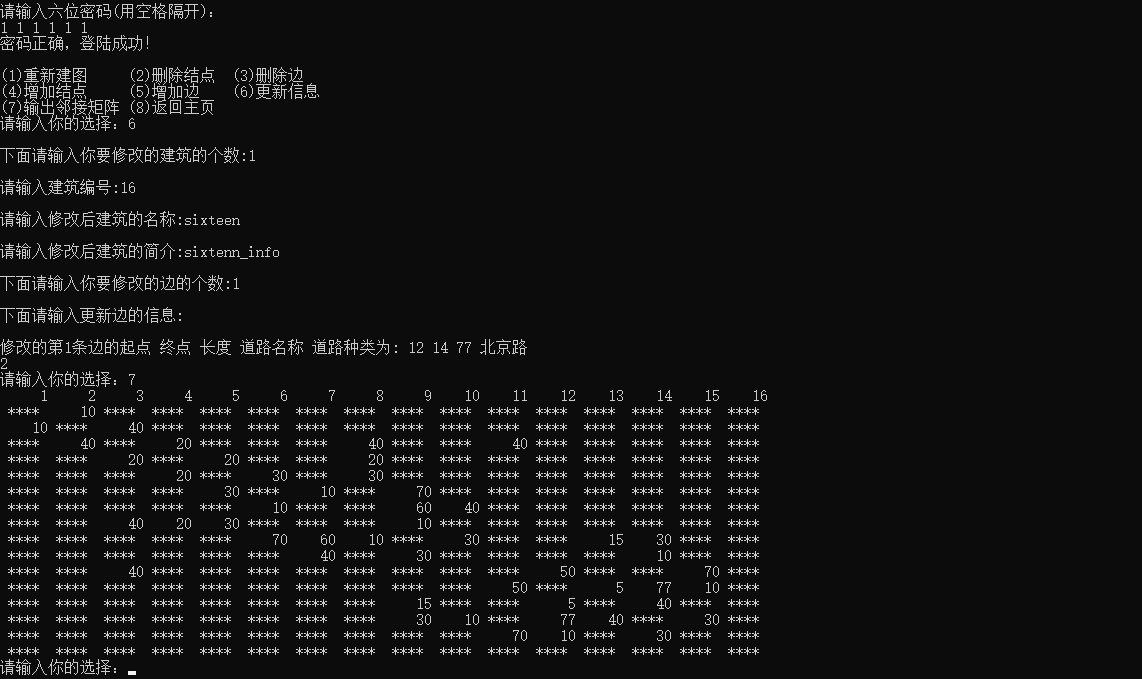 请输入六位密码(用空格隔开):
1 1 1 1 1 1
密码正确，登陆成功!
(1)重新建图 (2)删除结点 (3)删除边
(4)增加结点 (5)增加边 (6)更新信息
(7)输出邻接矩阵 (8)返回主页
请输入你的选择：6
下面请输入你要修改的建筑的个数:1
请输入建筑编号:16
请输入修改后建筑的名称:sixteen
请输入修改后建筑的简介:sixtenn_info
下面请输入你要修改的边的个数:1
下面请输入更新边的信息:
修改的第1条边的起点 终点 长度 道路名称 道路种类为: 12 14 77 北京路
2
请输入你的选择：7
1 2 3 4 5 6 7 8 9 10 11 12 13 14 15 16
**** 10 **** **** **** **** **** **** **** **** **** **** **** **** **** ****
10 **** 40 **** **** **** **** **** **** **** **** **** **** **** **** ****
**** 40 **** 20 **** **** **** 40 **** **** 40 **** **** **** **** ****
**** **** 20 **** 20 **** **** 20 **** **** **** **** **** **** **** ****
**** **** **** 20 **** 30 **** 30 **** **** **** **** **** **** **** ****
**** **** **** **** 30 **** 10 **** 70 **** **** **** **** **** **** ****
**** **** **** **** **** 10 **** **** 60 40 **** **** **** **** **** ****
**** **** 40 20 30 **** **** **** 10 **** **** **** **** **** **** ****
**** **** **** **** **** 70 60 10 **** 30 **** **** 15 30 **** ****
**** **** **** **** **** **** 40 **** 30 **** **** **** **** 10 **** ****
**** **** 40 **** **** **** **** **** **** **** **** 50 **** **** 70 ****
**** **** **** **** **** **** **** **** **** **** 50 **** 5 77 10 ****
**** **** **** **** **** **** **** **** 15 **** **** 5 **** 40 **** ****
**** **** **** **** **** **** **** **** 30 10 **** 77 40 **** 30 ****
**** **** **** **** **** **** **** **** **** **** 70 10 **** 30 **** ****
**** **** **** **** **** **** **** **** **** **** **** **** **** **** **** ****
请输入你的选择：